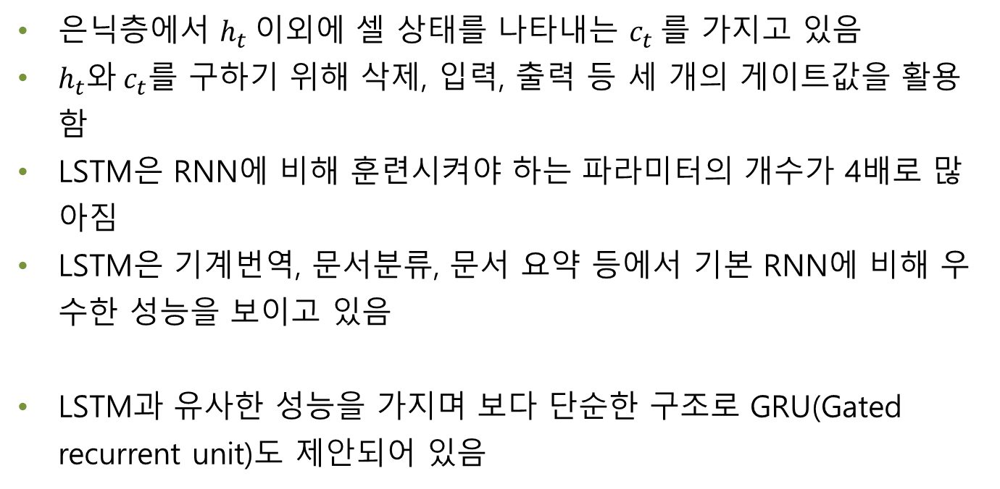 • 은닉층에서 hₜ 이외에 셀 상태를 나타내는 cₜ 를 가지고 있음
• hₜ와 cₜ를 구하기 위해 삭제, 입력, 출력 등 세 개의 게이트값을 활용
함
• LSTM은 RNN에 비해 훈련시켜야 하는 파라미터의 개수가 4배로 많
아짐
• LSTM은 기계번역, 문서분류, 문서 요약 등에서 기본 RNN에 비해 우
수한 성능을 보이고 있음
• LSTM과 유사한 성능을 가지며 보다 단순한 구조로 GRU(Gated
recurrent unit)도 제안되어 있음